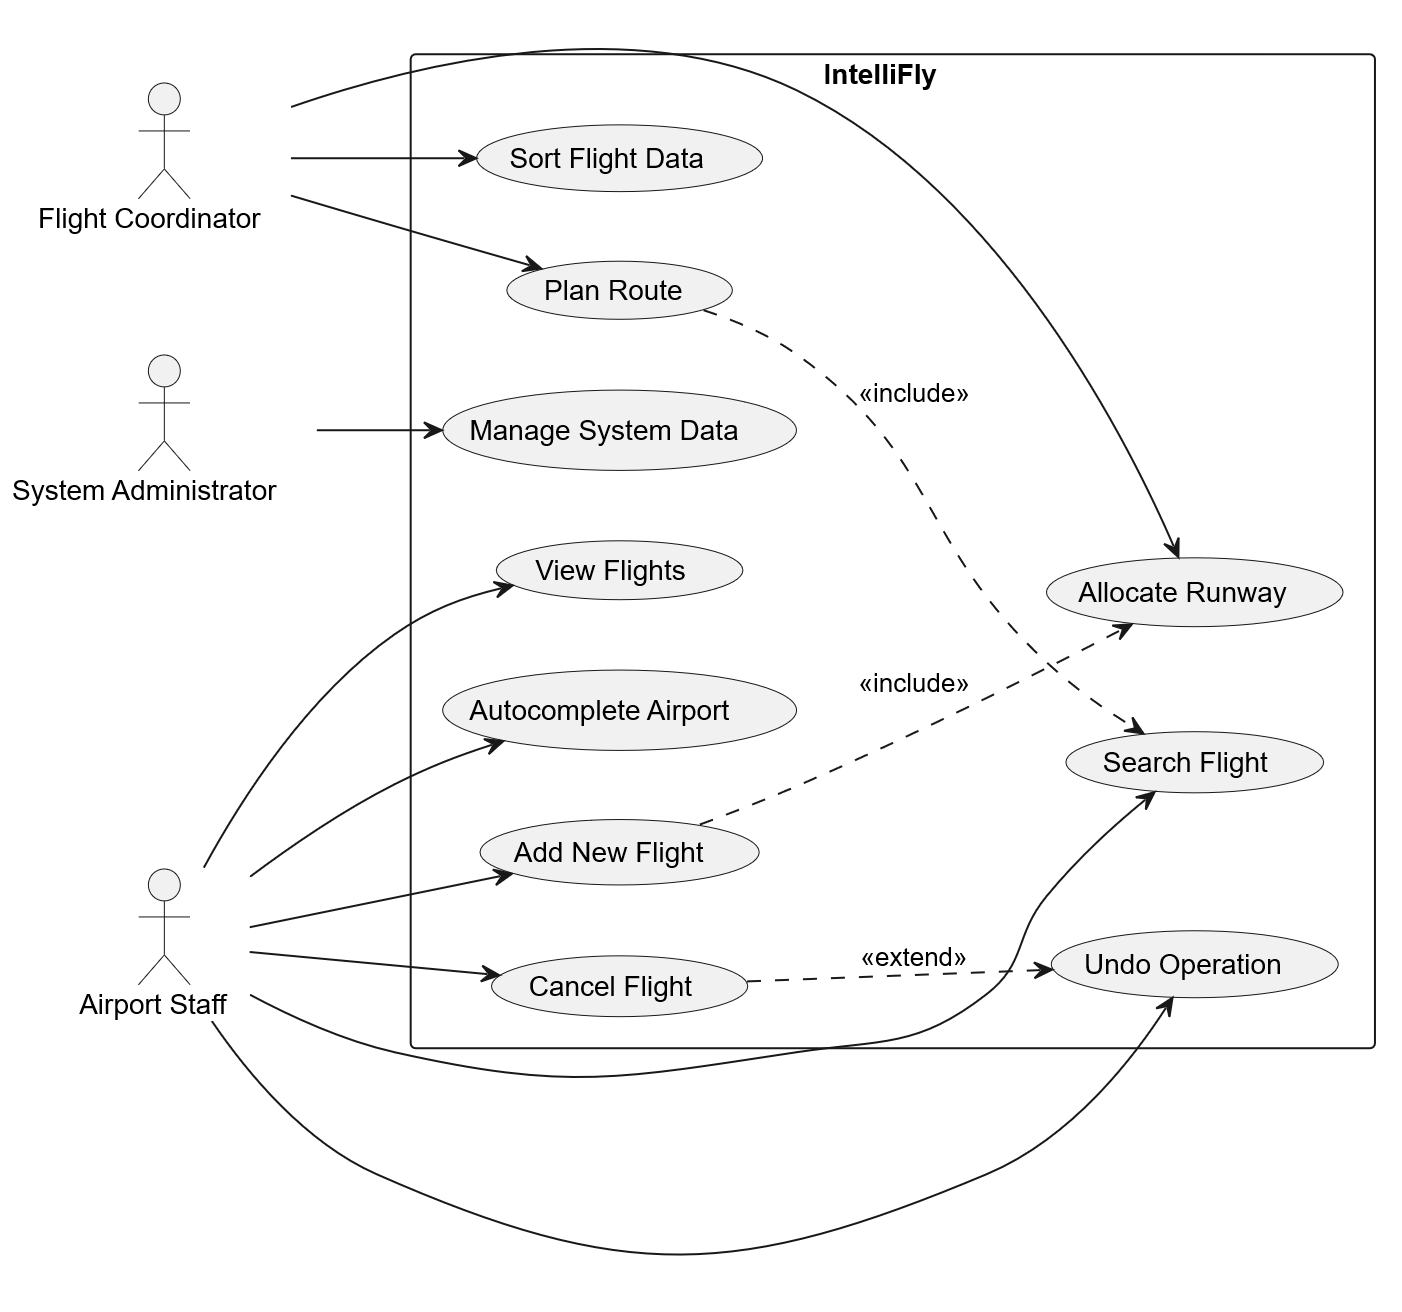 IntelliFly
Flight Coordinator
Sort Flight Data
Plan Route
«include»
System Administrator
Manage System Data
View Flights
Allocate Runway
«include»
Autocomplete Airport
Search Flight
Add New Flight
Airport Staff
Cancel Flight
«extend»
Undo Operation